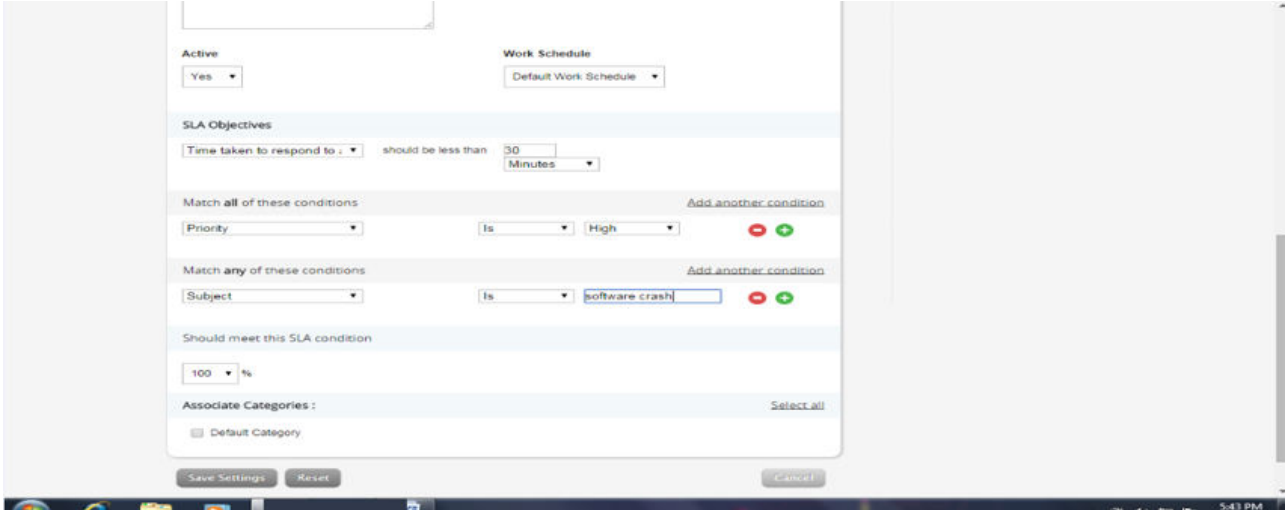 Active Work Schedule
Yes Default Work Schedule
SLA Objectives
Time taken to respond to should be less than 30
Minutes
Match all of these conditions Add another condition
Priority Is High
Match any of these conditions Add another condition
Subject Is software crash
Should meet this SLA condition
100 %
Associate Categories : Select all
Default Category
Save Settings Reset Cancel
5:43 PM